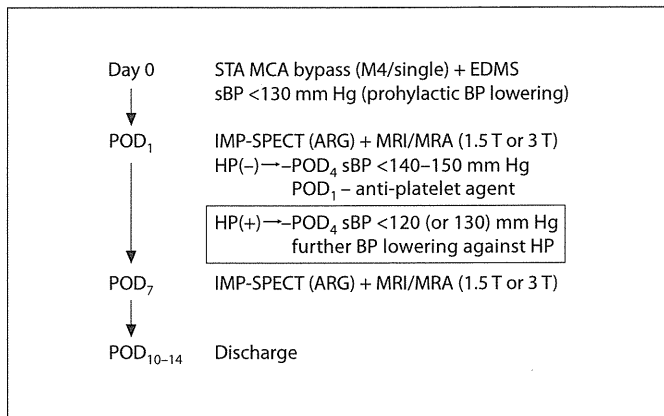 Day 0 STA MCA bypass (M4/single) + EDMS
sBP <130 mm Hg (prohylactic BP lowering)
POD1 IMP-SPECT (ARG) + MRI/MRA (1.5 T or 3 T)
HP(–)→–POD4 sBP <140–150 mm Hg
POD1 – anti-platelet agent
HP(+)→–POD4 sBP <120 (or 130) mm Hg
further BP lowering against HP
POD7 IMP-SPECT (ARG) + MRI/MRA (1.5 T or 3 T)
POD10–14 Discharge